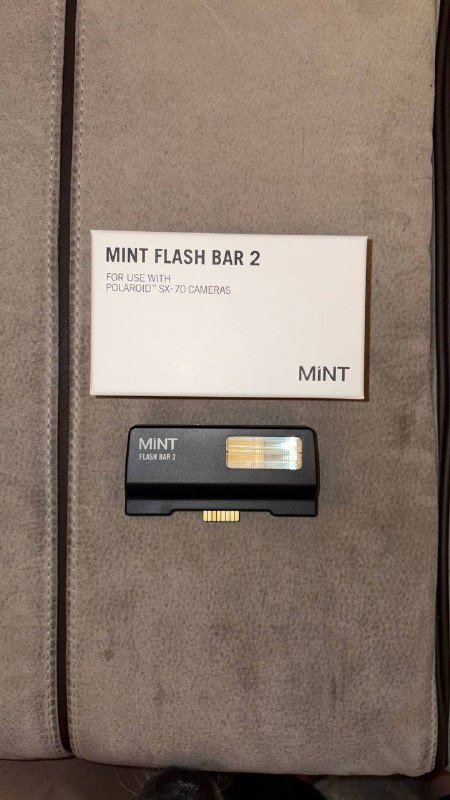 MINT FLASH BAR 2
FOR USE WITH
POLAROID™ SX-70 CAMERAS
MiNT
MiNT
FLASH BAR 2